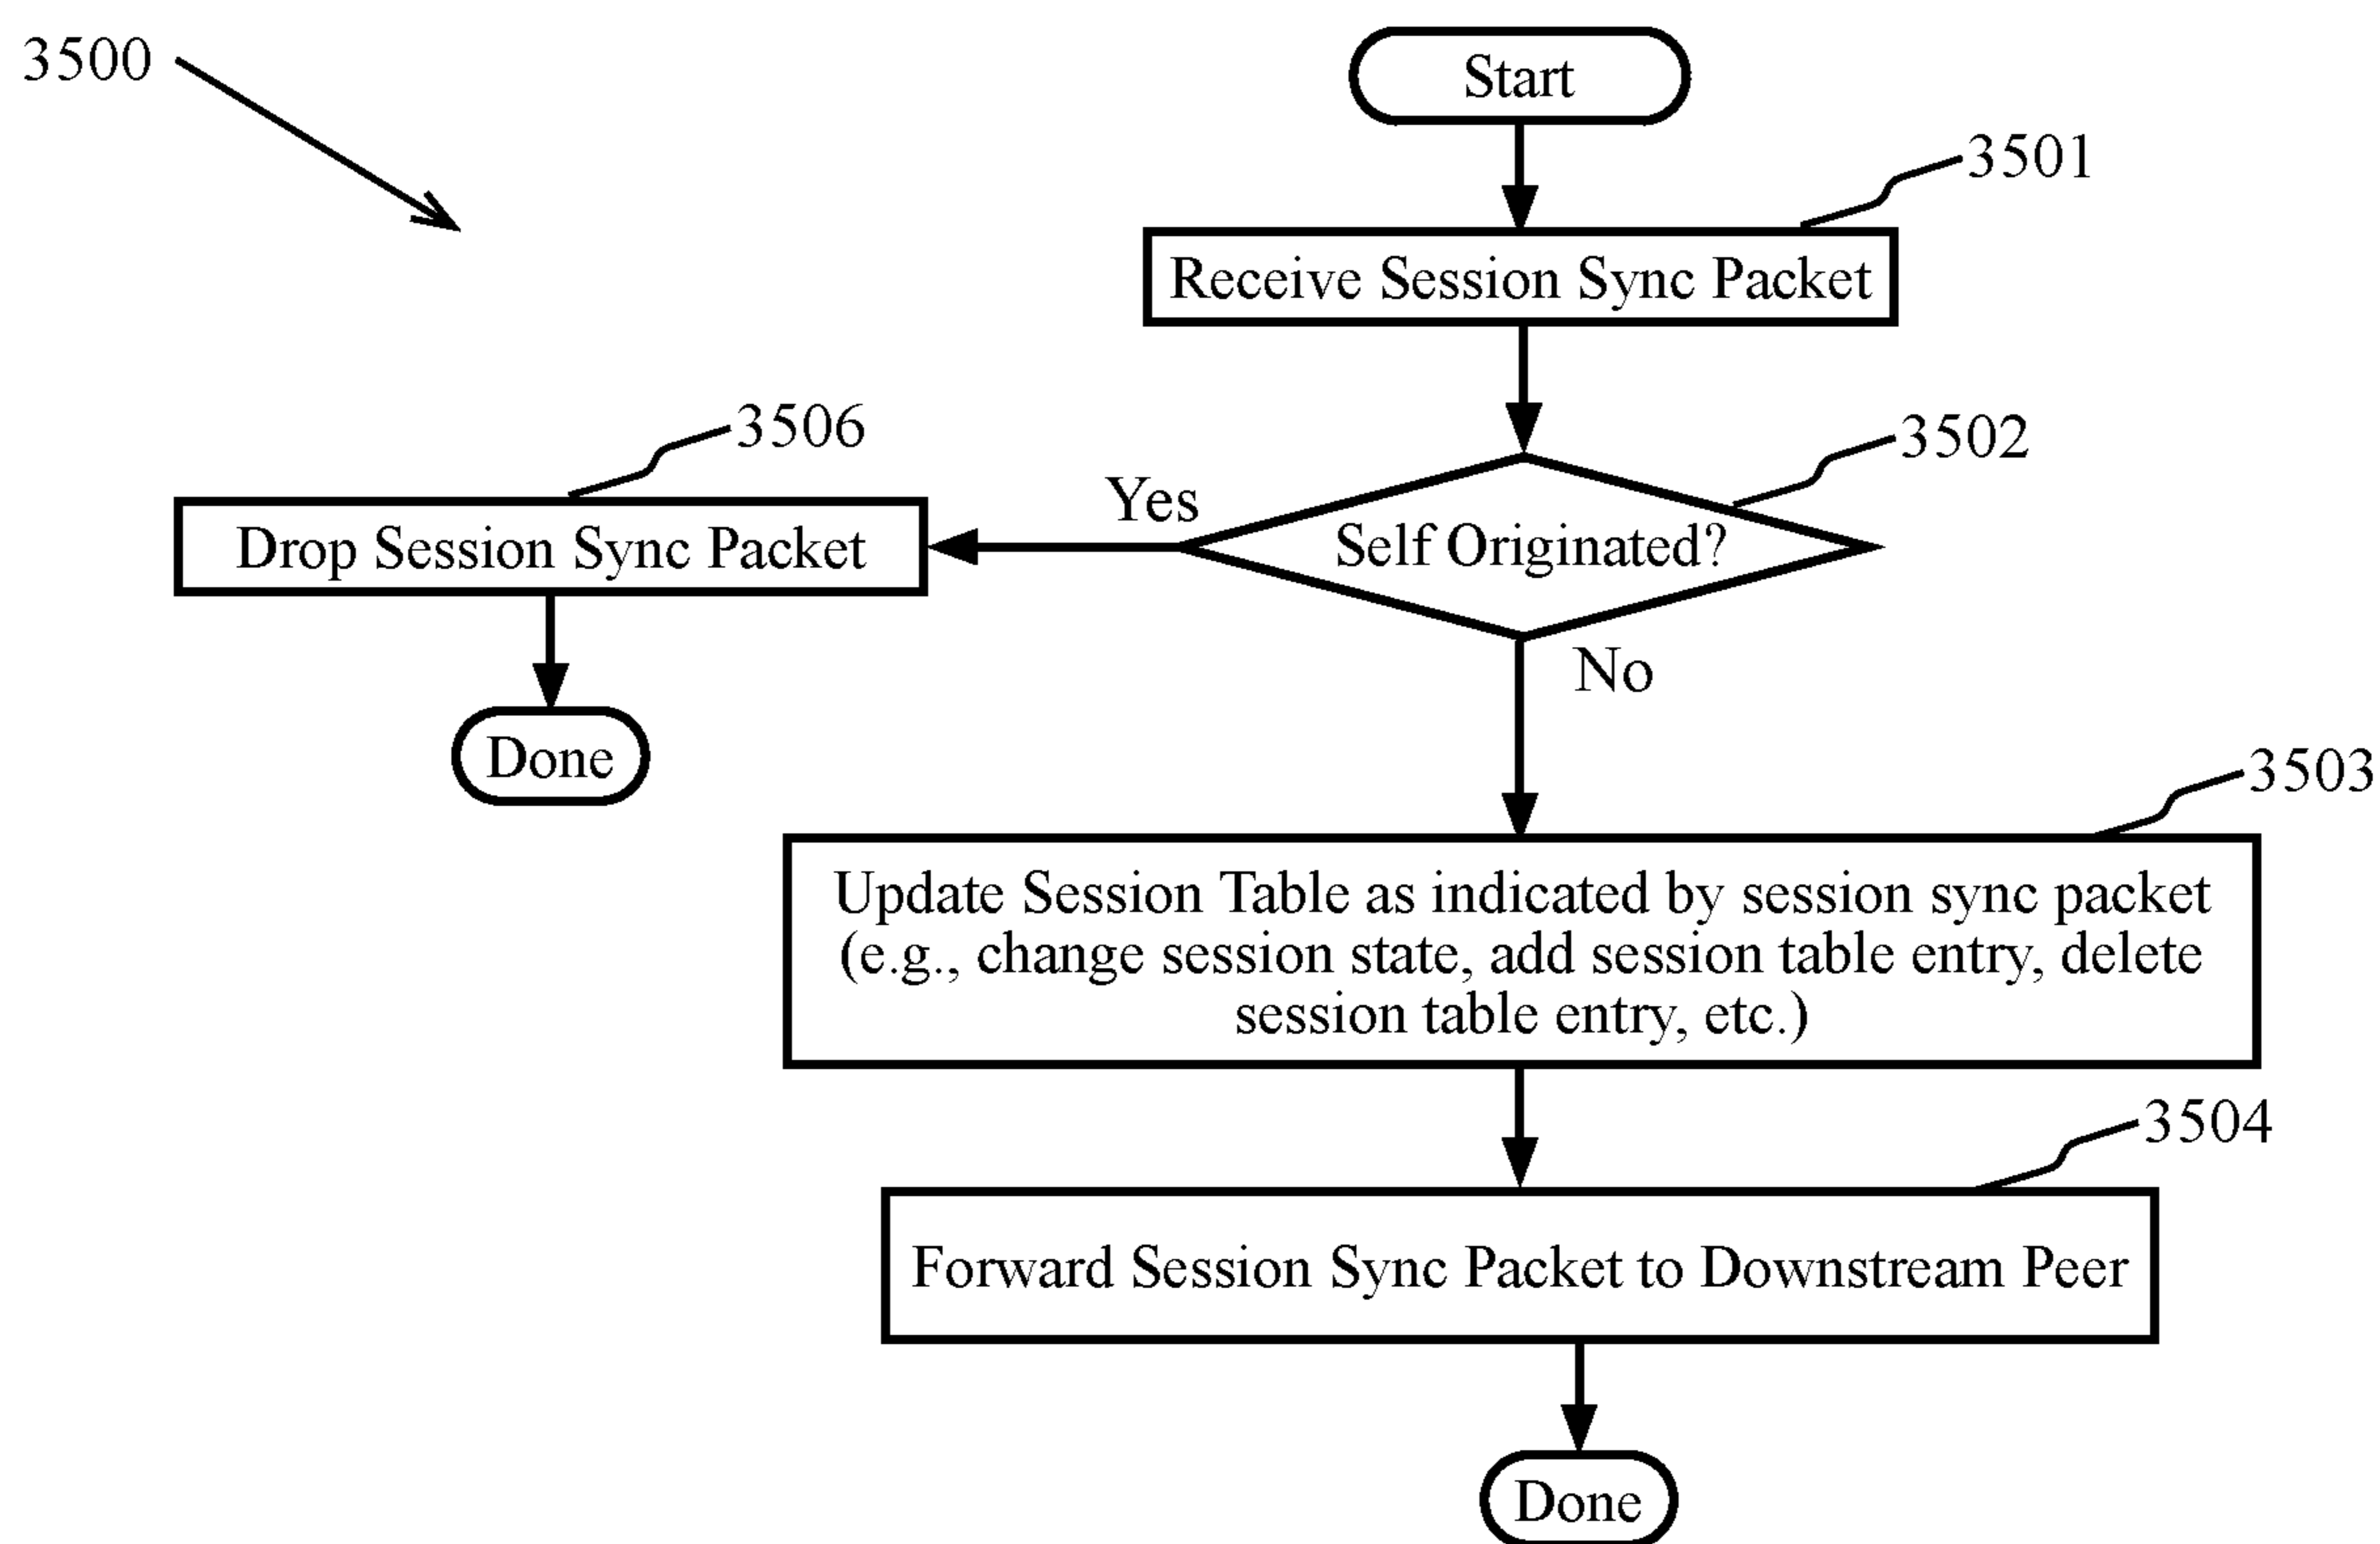 3500
Start
3501
Receive Session Sync Packet
3506
3502
Yes
Drop Session Sync Packet
Self Originated?
No
Done
3503
Update Session Table as indicated by session sync packet
(e.g., change session state, add session table entry, delete
session table entry, etc.)
3504
Forward Session Sync Packet to Downstream Peer
Done